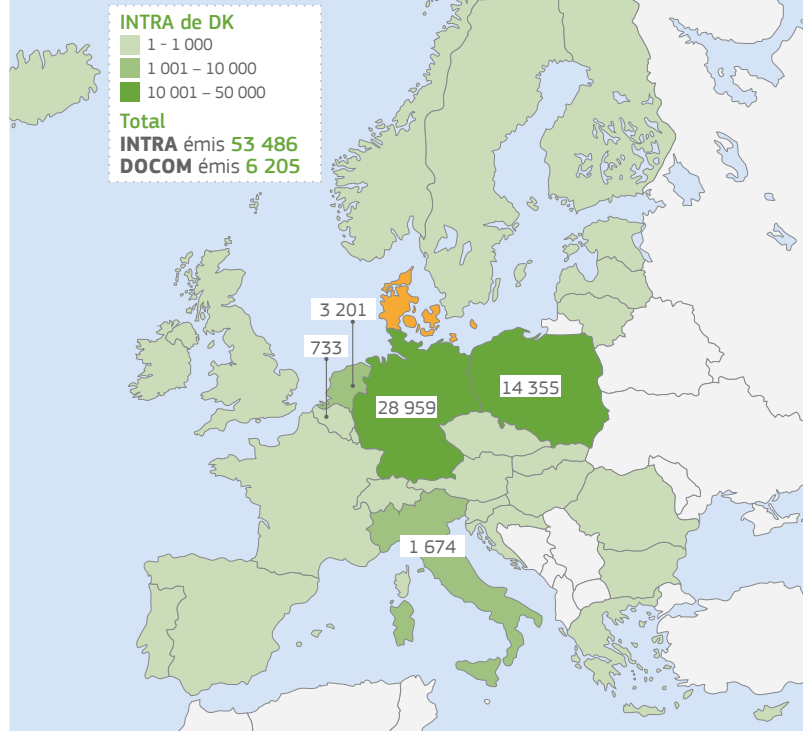 INTRA de DK
1 - 1 000
1 001 – 10 000
10 001 – 50 000
Total
INTRA émis 53 486
DOCOM émis 6 205
3 201
733
28 959
14 355
1 674